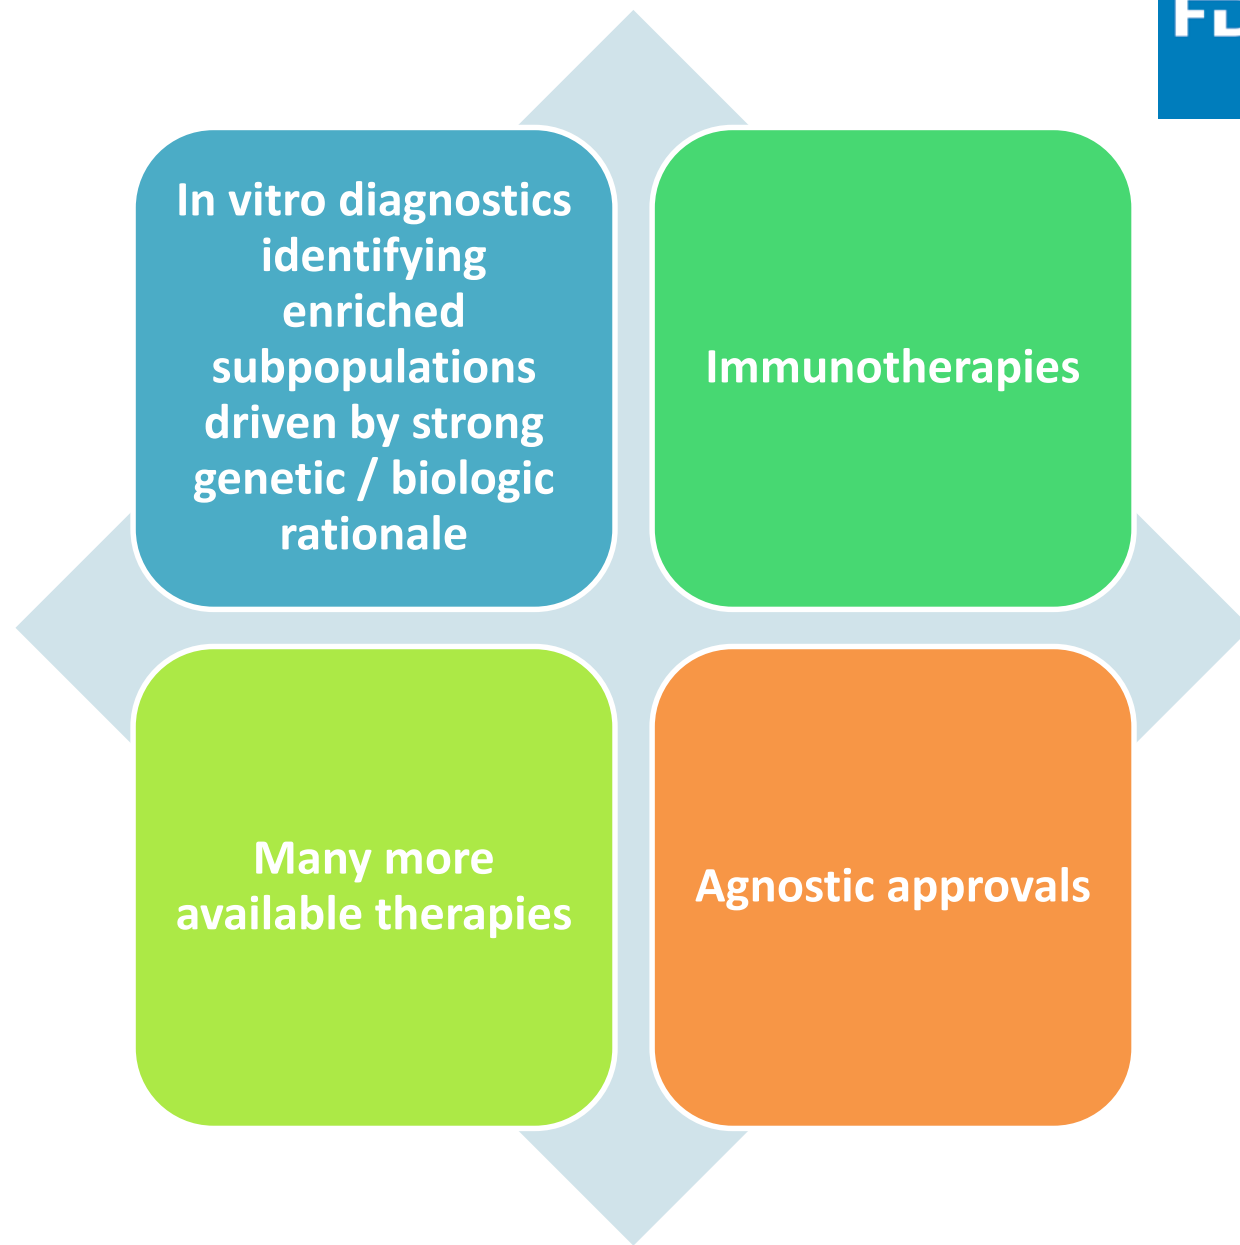 In vitro diagnostics
identifying
enriched
subpopulations
driven by strong
genetic / biologic
rationale
Immunotherapies
Many more
available therapies
Agnostic approvals